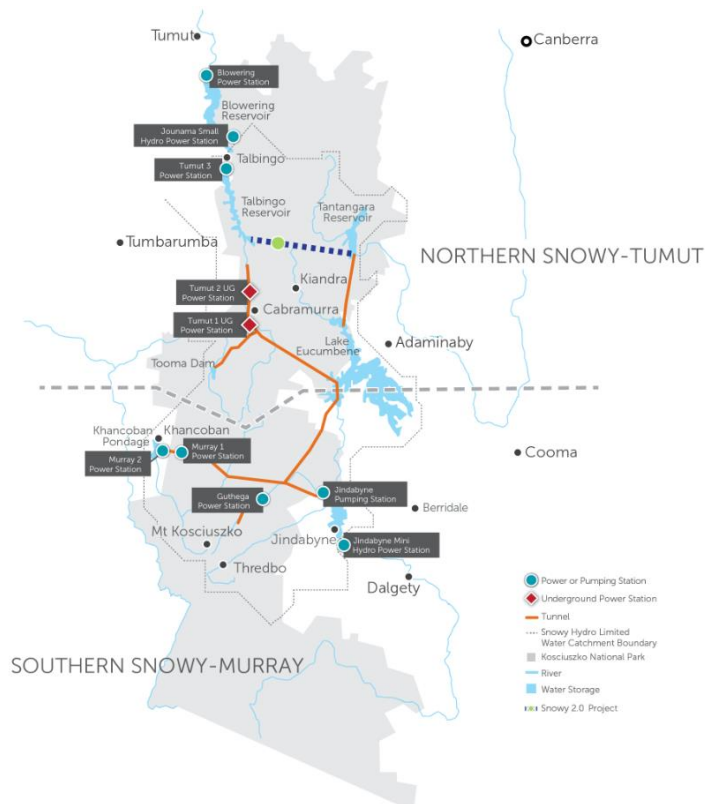 Tumut
Canberra
Blowering
Power Station
Blowering
Reservoir
Jounama Small
Hydro Power Station
Talbingo
Tumut 3
Power Station
Talbingo
Reservoir
Tantangara
Reservoir
Tumbarumba
NORTHERN SNOWY-TUMUT
Kiandra
Tumut 2 UG
Power Station
Cabramurra
Tumut 1 UG
Power Station
Lake
Eucumbene
Adaminaby
Tooma Dam
Khancoban
Pondage
Khancoban
Murray 1
Power Station
Murray 2
Power Station
Cooma
Guthega
Power Station
Jindabyne
Pumping Station
Berridale
Mt Kosciuszko
Jindabyne
Jindabyne Mini
Hydro Power Station
Thredbo
Dalgety
SOUTHERN SNOWY-MURRAY
Power or Pumping Station
Underground Power Station
Tunnel
Snowy Hydro Limited
Water Catchment Boundary
Kosciuszko National Park
River
Water Storage
Snowy 2.0 Project